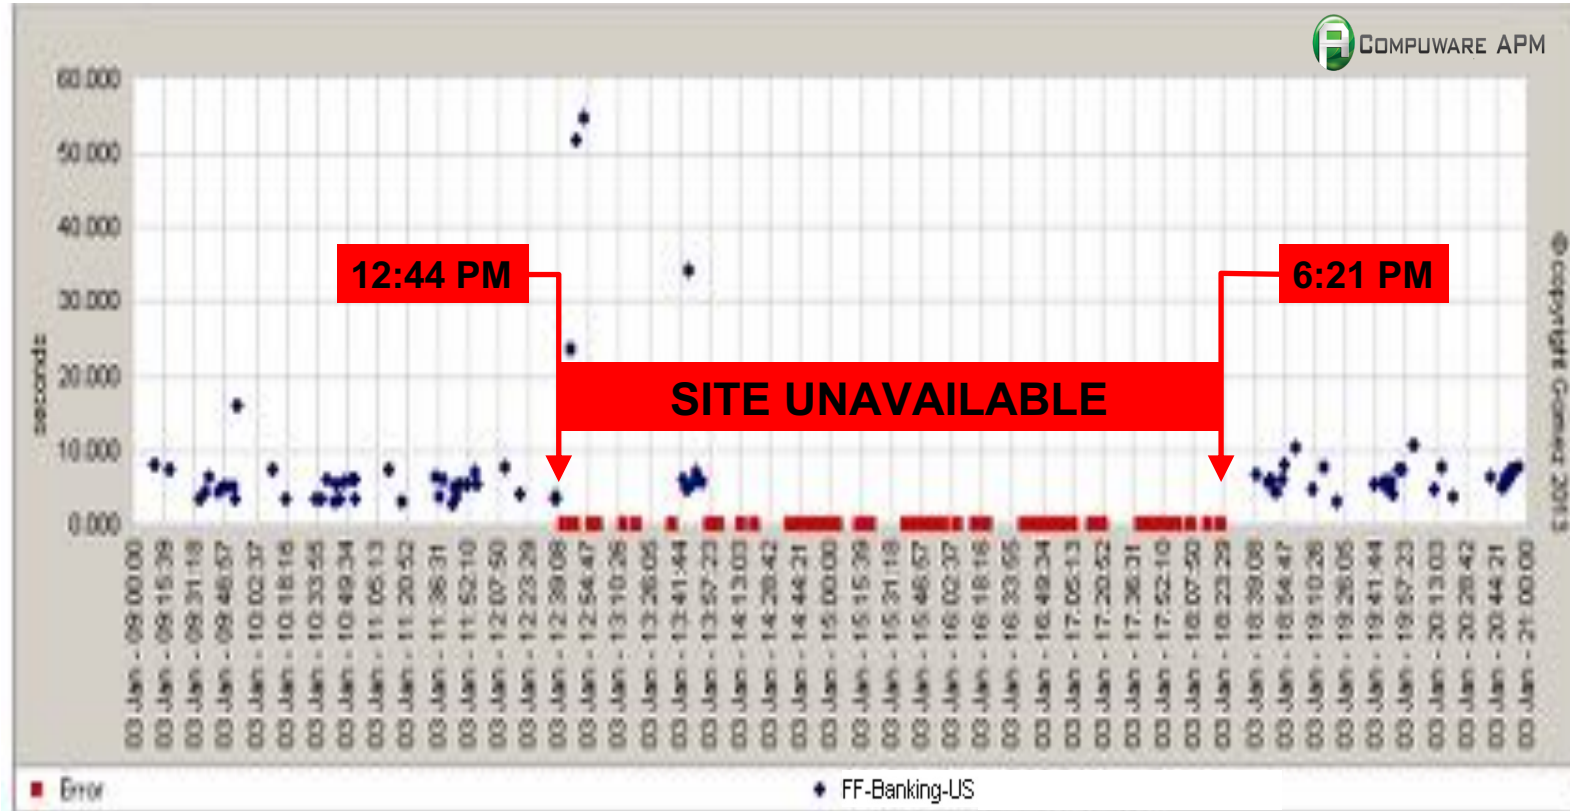 COMPUWARE APM
60.000
50.000
40.000
30.000
20.000
10.000
0.000
seconds
12:44 PM
6:21 PM
SITE UNAVAILABLE
© copyright Gomez 2013
03 Jan - 09:00:00
03 Jan - 09:15:39
03 Jan - 09:31:18
03 Jan - 09:46:57
03 Jan - 10:02:37
03 Jan - 10:18:16
03 Jan - 10:33:55
03 Jan - 10:49:34
03 Jan - 11:05:13
03 Jan - 11:20:52
03 Jan - 11:36:31
03 Jan - 11:52:10
03 Jan - 12:07:50
03 Jan - 12:23:29
03 Jan - 12:39:08
03 Jan - 12:54:47
03 Jan - 13:10:26
03 Jan - 13:26:05
03 Jan - 13:41:44
03 Jan - 13:57:23
03 Jan - 14:13:03
03 Jan - 14:28:42
03 Jan - 14:44:21
03 Jan - 15:00:00
03 Jan - 15:15:39
03 Jan - 15:31:18
03 Jan - 15:46:57
03 Jan - 16:02:37
03 Jan - 16:18:16
03 Jan - 16:33:55
03 Jan - 16:49:34
03 Jan - 17:05:13
03 Jan - 17:20:52
03 Jan - 17:36:31
03 Jan - 17:52:10
03 Jan - 18:07:50
03 Jan - 18:23:29
03 Jan - 18:39:08
03 Jan - 18:54:47
03 Jan - 19:10:26
03 Jan - 19:26:05
03 Jan - 19:41:44
03 Jan - 19:57:23
03 Jan - 20:13:03
03 Jan - 20:28:42
03 Jan - 20:44:21
03 Jan - 21:00:00
Error
FF-Banking-US